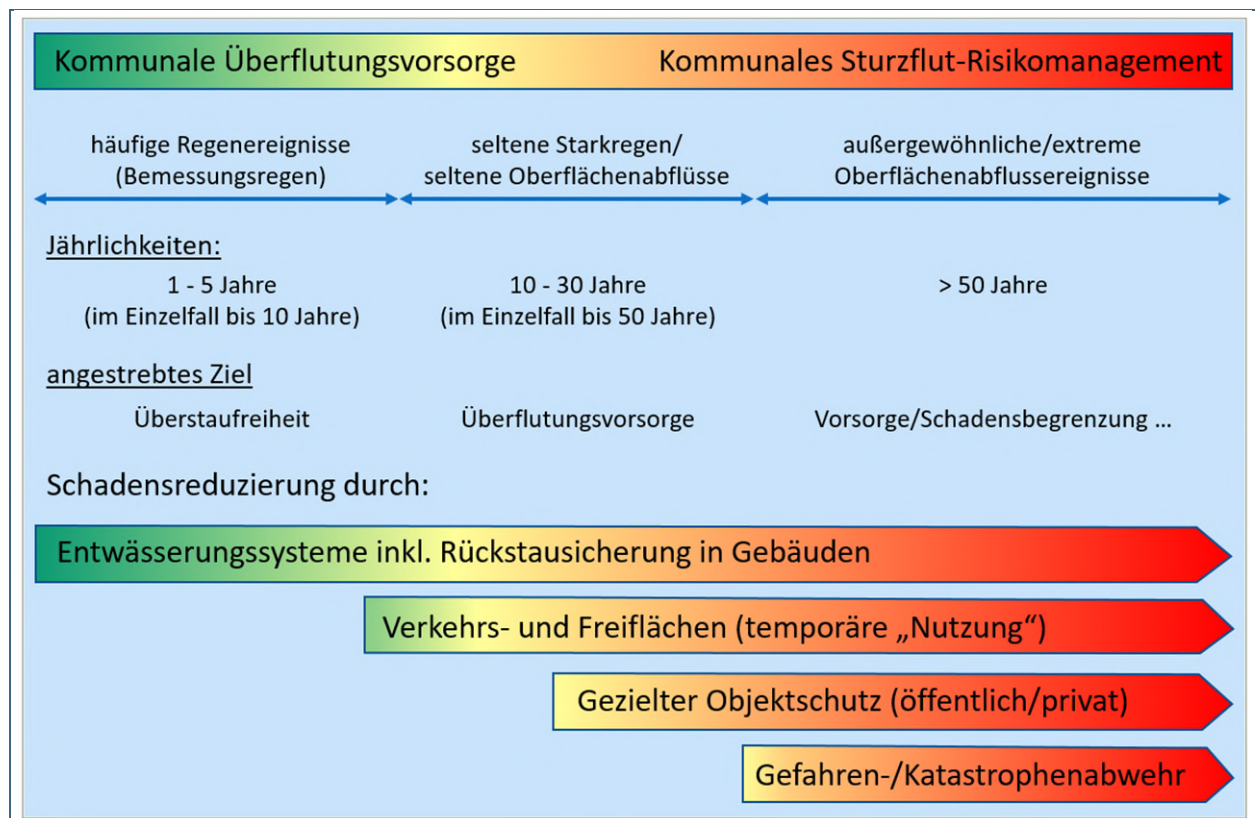 Kommunale Überflutungsvorsorge Kommunales Sturzflut-Risikomanagement
häufige Regenereignisse
(Bemessungsregen)
seltene Starkregen/
seltene Oberflächenabflüsse
außergewöhnliche/extreme
Oberflächenabflussereignisse
Jährlichkeiten:
1 - 5 Jahre
(im Einzelfall bis 10 Jahre)
10 - 30 Jahre
(im Einzelfall bis 50 Jahre)
> 50 Jahre
angestrebtes Ziel
Überstaufreiheit Überflutungsvorsorge Vorsorge/Schadensbegrenzung ...
Schadensreduzierung durch:
Entwässerungssysteme inkl. Rückstausicherung in Gebäuden
Verkehrs- und Freiflächen (temporäre „Nutzung“)
Gezielter Objektschutz (öffentlich/privat)
Gefahren-/Katastrophenabwehr